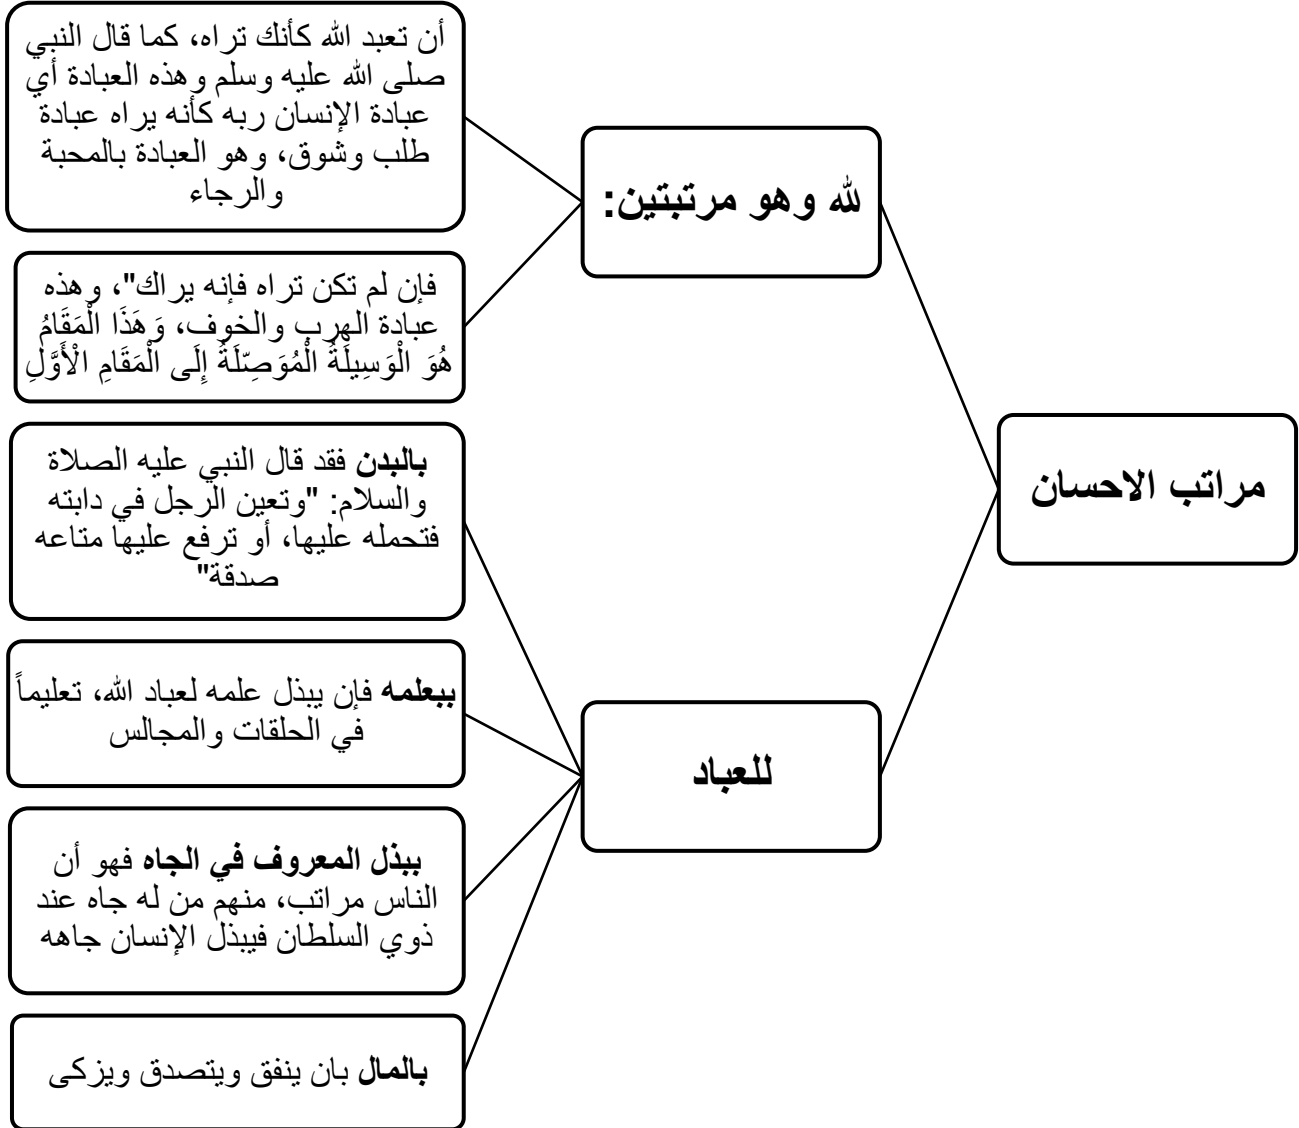 مراتب الاحسان
لله وهو مرتبتين:
أن تعبد الله كأنك تراه، كما قال النبي
صلى الله عليه وسلم وهذه العبادة أي
عبادة الإنسان ربه كأنه يراه عبادة
طلب وشوق، وهو العبادة بالمحبة
والرجاء
فإن لم تكن تراه فإنه يراك"، وهذه
عبادة الهرب والخوف، وَهَذَا الْمَقَامُ
هُوَ الْوَسِيلَةُ الْمُوَصِّلَةُ إِلَى الْمَقَامِ الْأَوَّلِ
للعباد
بالبدن فقد قال النبي عليه الصلاة
والسلام: "وتعين الرجل في دابته
فتحمله عليها، أو ترفع عليها متاعه
صدقة"
ببعلمه فإن يبذل علمه لعباد الله، تعليماً
في الحلقات والمجالس
ببذل المعروف في الجاه فهو أن
الناس مراتب، منهم من له جاه عند
ذوي السلطان فيبذل الإنسان جاهه
بالمال بان ينفق ويتصدق ويزكى